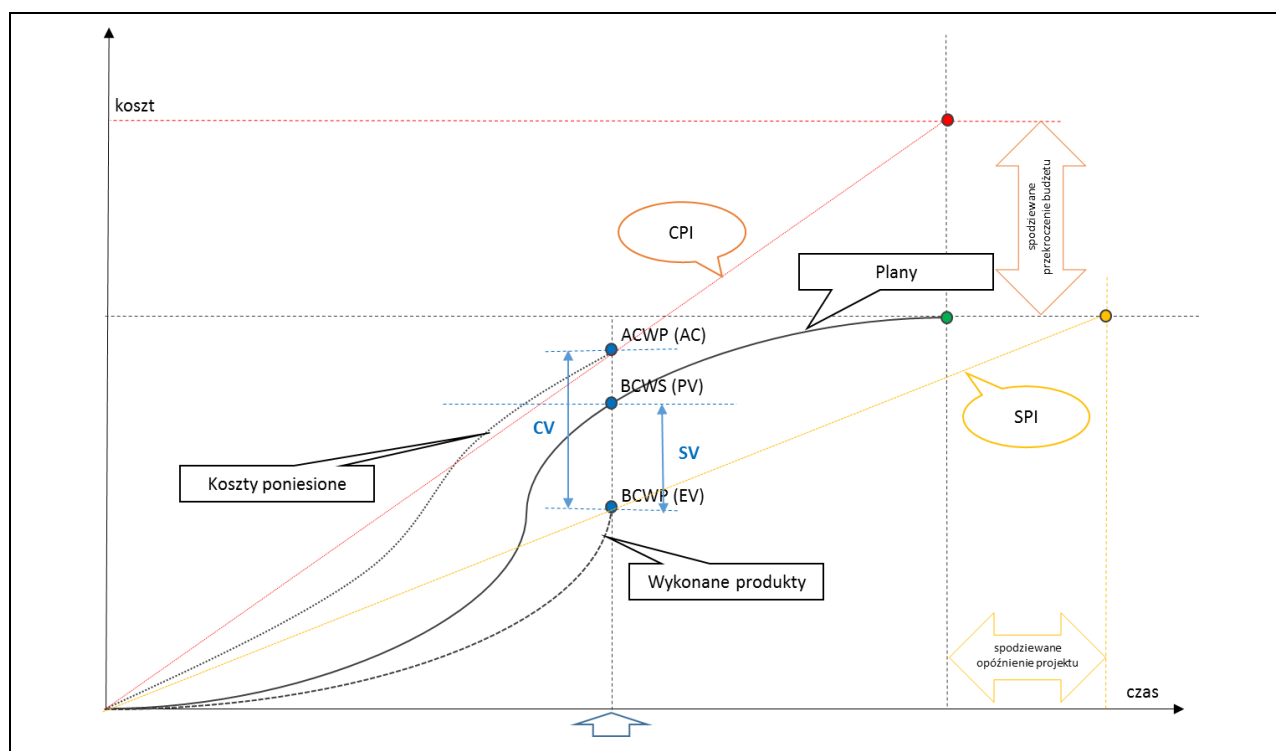 koszt
spodziewane
przekroczenie budżetu
CPI
Plany
ACWP (AC)
BCWS (PV)
CV
SV
SPI
Koszty poniesione
BCWP (EV)
Wykonane produkty
spodziewane
opóźnienie projektu
czas